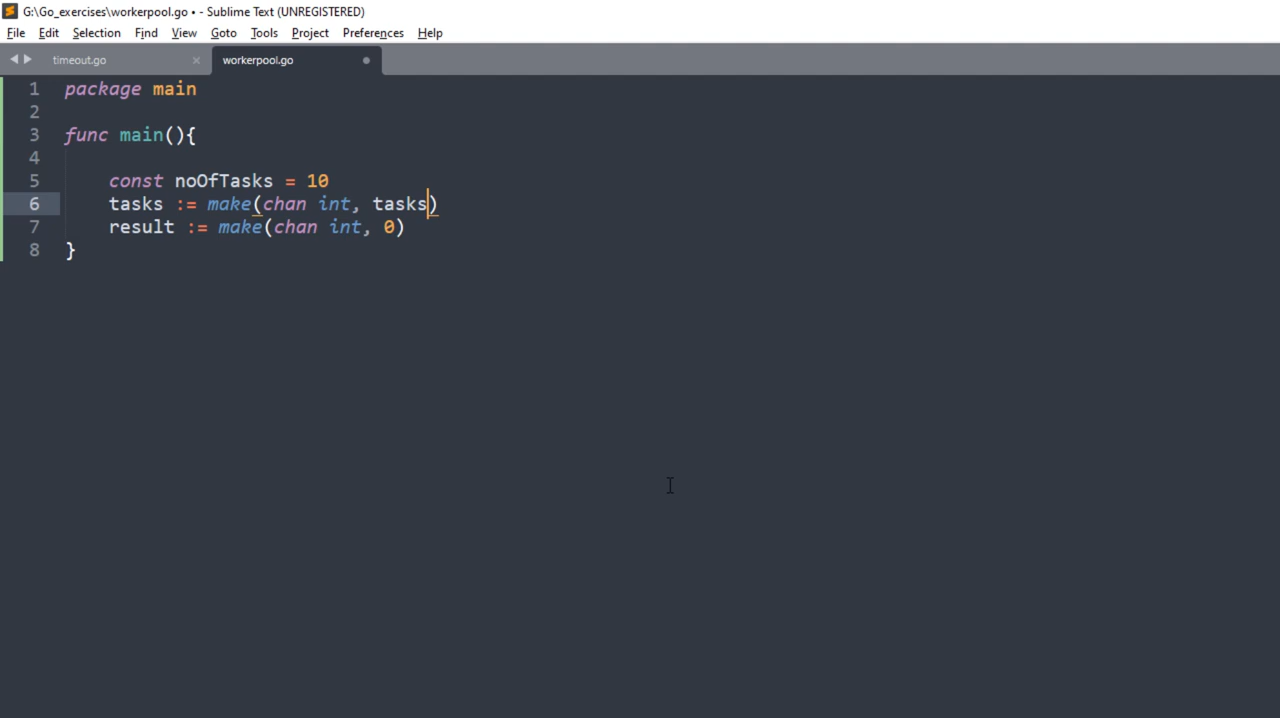 G:\Go_exercises\workerpool.go • - Sublime Text (UNREGISTERED)
File Edit Selection Find View Goto Tools Project Preferences Help
timeout.go × workerpool.go
1 package main
2
3 func main(){
4
5 const noOfTasks = 10
6 tasks := make(chan int, tasks)
7 result := make(chan int, 0)
8 }